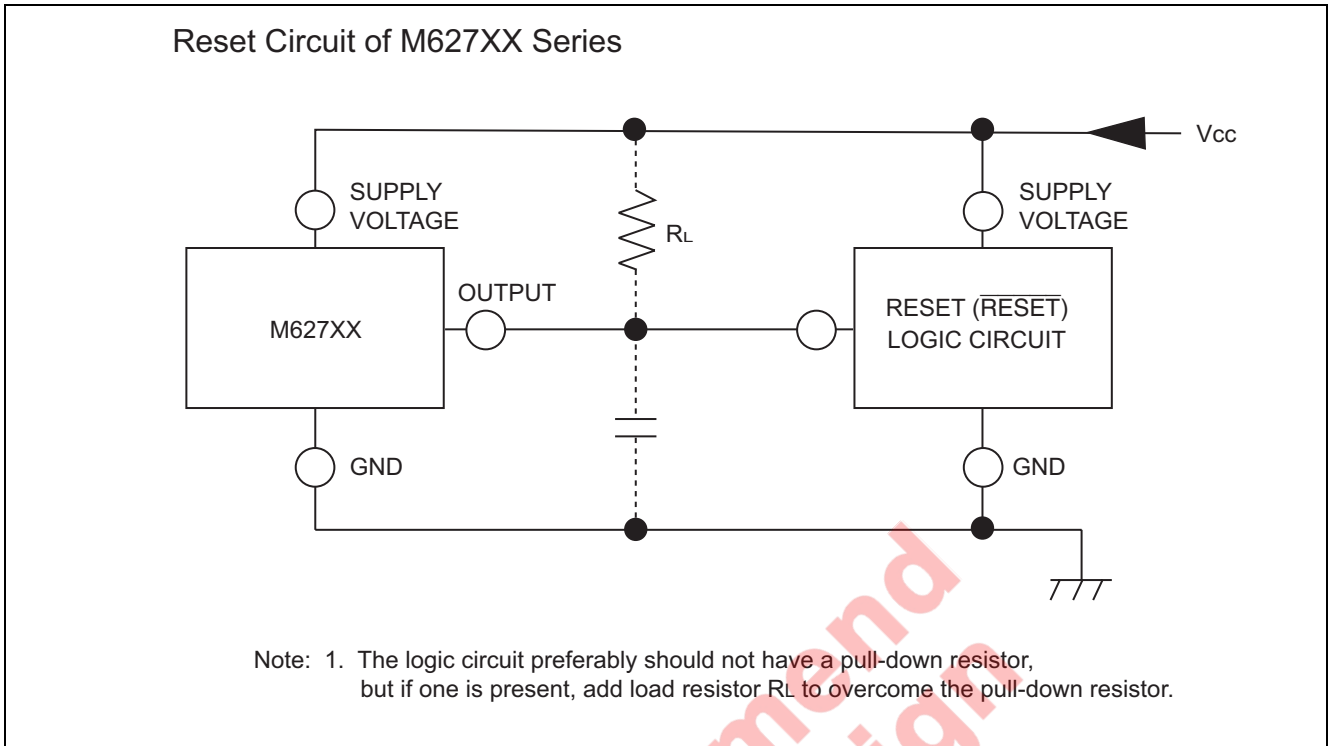 Reset Circuit of M627XX Series
Vcc
SUPPLY
VOLTAGE
SUPPLY
VOLTAGE
RL
OUTPUT
M627XX
RESET (RESET)
LOGIC CIRCUIT
GND
GND
Note: 1. The logic circuit preferably should not have a pull-down resistor,
but if one is present, add load resistor RL to overcome the pull-down resistor.